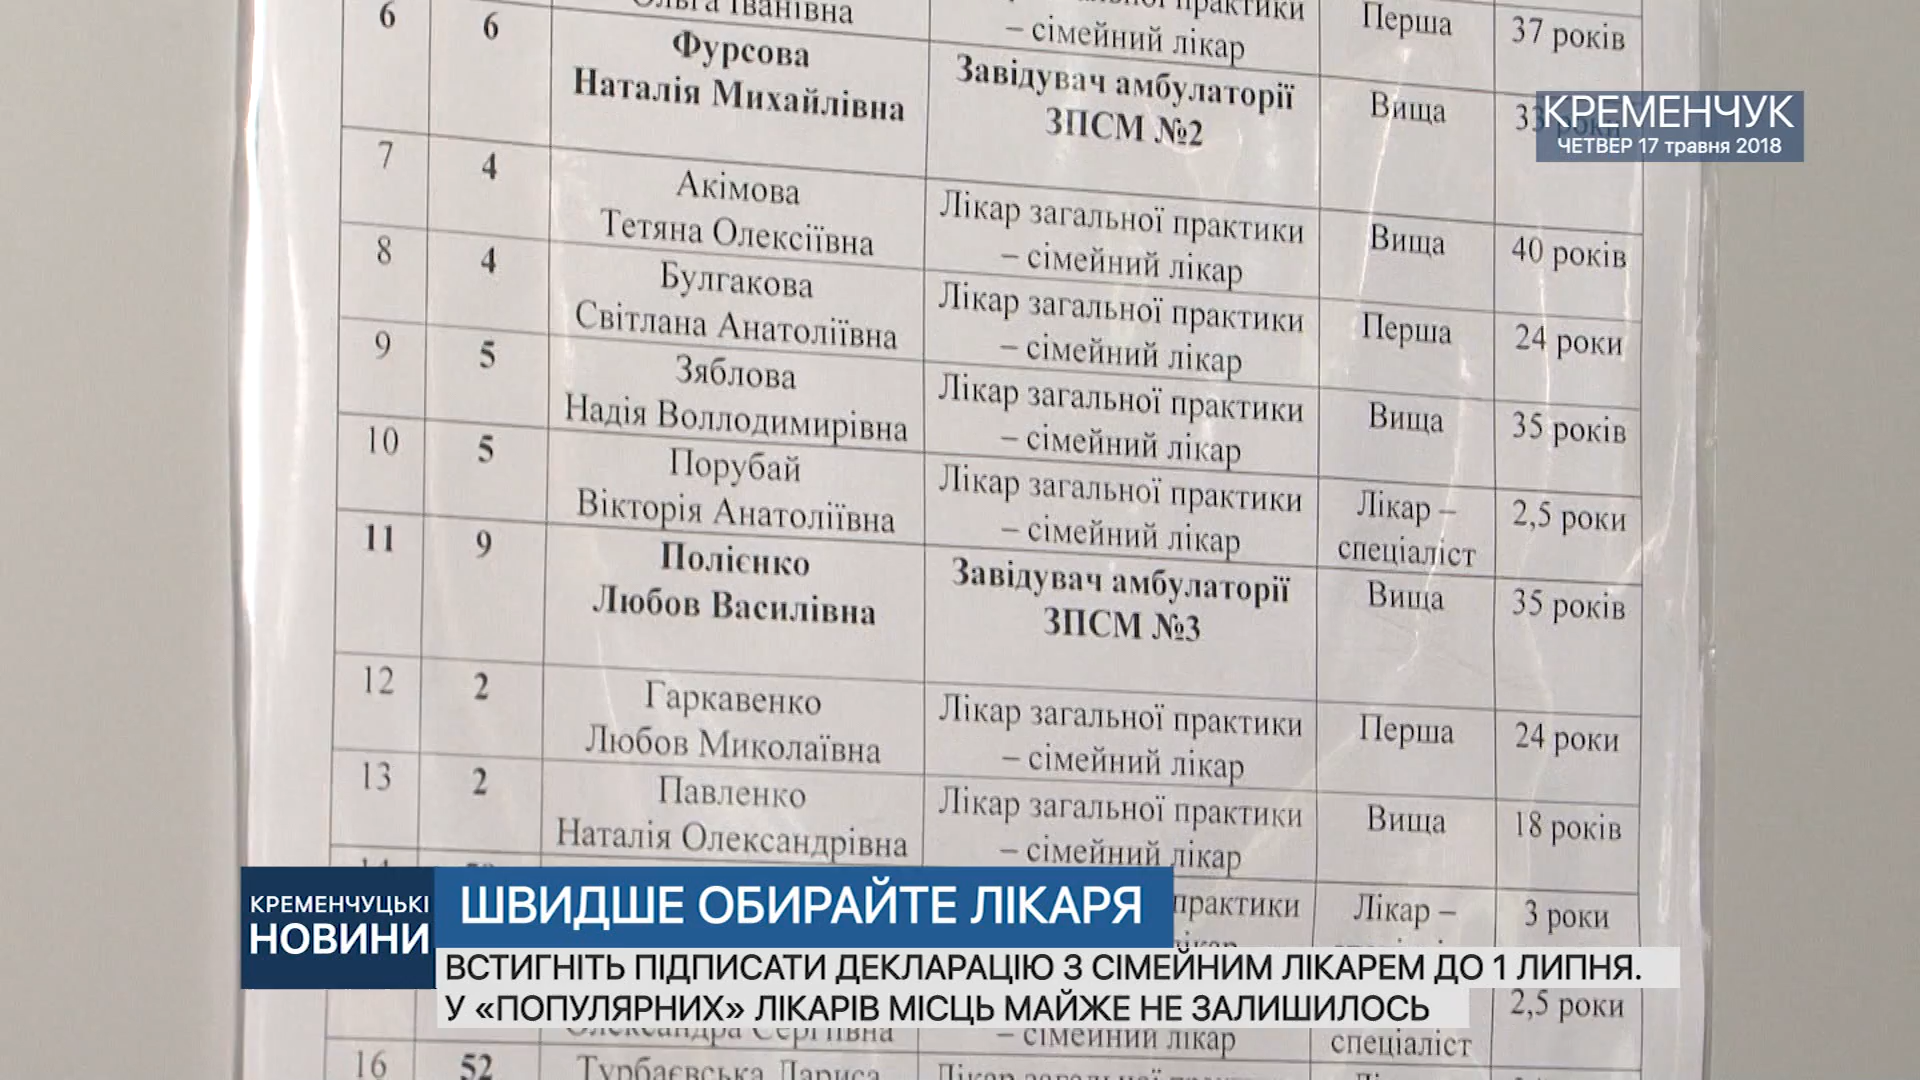 Ольга Іванівна
практики
– сімейний лікар
Перша
37 років
6
6
Фурсова
Наталія Михайлівна
Завідувач амбулаторії
ЗПСМ №2
Вища
33 роки
КРЕМЕНЧУК
ЧЕТВЕР 17 травня 2018
7
4
Акімова
Тетяна Олексіївна
Лікар загальної практики
– сімейний лікар
Вища
40 років
8
4
Булгакова
Світлана Анатоліївна
Лікар загальної практики
– сімейний лікар
Перша
24 роки
9
5
Зяблова
Надія Воллодимирівна
Лікар загальної практики
– сімейний лікар
Вища
35 років
10
5
Порубай
Вікторія Анатоліївна
Лікар загальної практики
– сімейний лікар
Лікар –
спеціаліст
2,5 роки
11
9
Полієнко
Любов Василівна
Завідувач амбулаторії
ЗПСМ №3
Вища
35 років
12
2
Гаркавенко
Любов Миколаївна
Лікар загальної практики
– сімейний лікар
Перша
24 роки
13
2
Павленко
Наталія Олександрівна
Лікар загальної практики
– сімейний лікар
Вища
18 років
практики
лікар
Лікар –
3 роки
КРЕМЕНЧУЦЬКІ
НОВИНИ
ШВИДШЕ ОБИРАЙТЕ ЛІКАРЯ
ВСТИГНІТЬ ПІДПИСАТИ ДЕКЛАРАЦІЮ З СІМЕЙНИМ ЛІКАРЕМ ДО 1 ЛИПНЯ.
У «ПОПУЛЯРНИХ» ЛІКАРІВ МІСЦЬ МАЙЖЕ НЕ ЗАЛИШИЛОСЬ
2,5 роки
Олександра Сергіївна
– сімейний лікар
спеціаліст
16
52
Турбаєвська Лариса
Лікар загальної практики